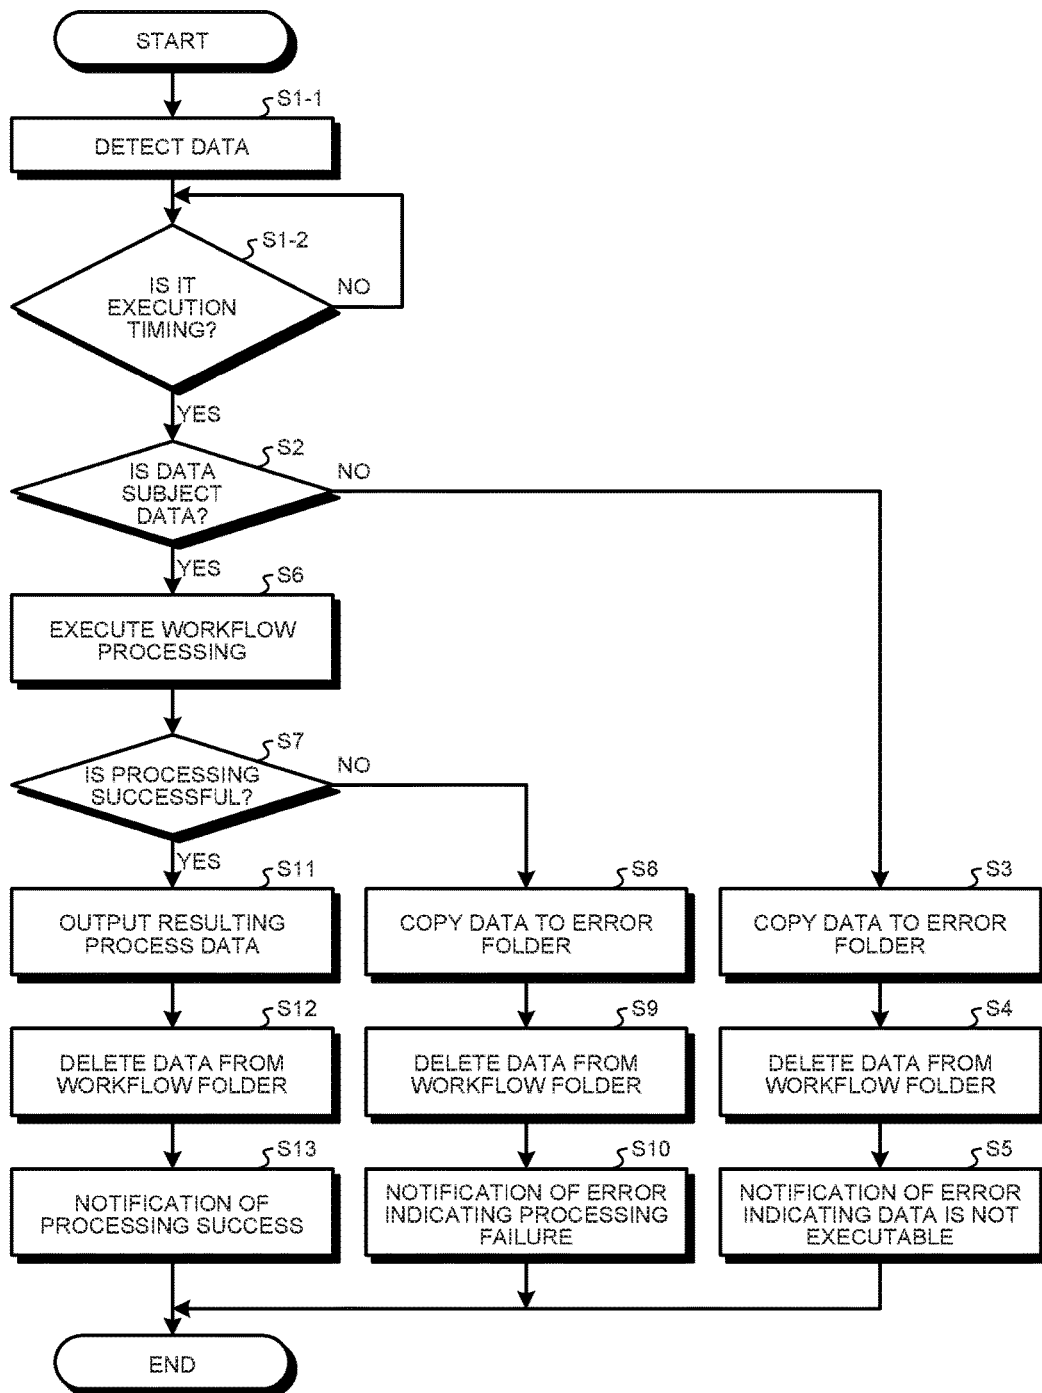 START
S1-1
DETECT DATA
S1-2
IS IT
EXECUTION
TIMING?
NO
YES
S2
IS DATA
SUBJECT
DATA?
NO
YES
S6
EXECUTE WORKFLOW
PROCESSING
S7
IS PROCESSING
SUCCESSFUL?
NO
YES
S11
OUTPUT RESULTING
PROCESS DATA
S8
COPY DATA TO ERROR
FOLDER
S3
COPY DATA TO ERROR
FOLDER
S12
DELETE DATA FROM
WORKFLOW FOLDER
S9
DELETE DATA FROM
WORKFLOW FOLDER
S4
DELETE DATA FROM
WORKFLOW FOLDER
S13
NOTIFICATION OF
PROCESSING SUCCESS
S10
NOTIFICATION OF ERROR
INDICATING PROCESSING
FAILURE
S5
NOTIFICATION OF ERROR
INDICATING DATA IS NOT
EXECUTABLE
END